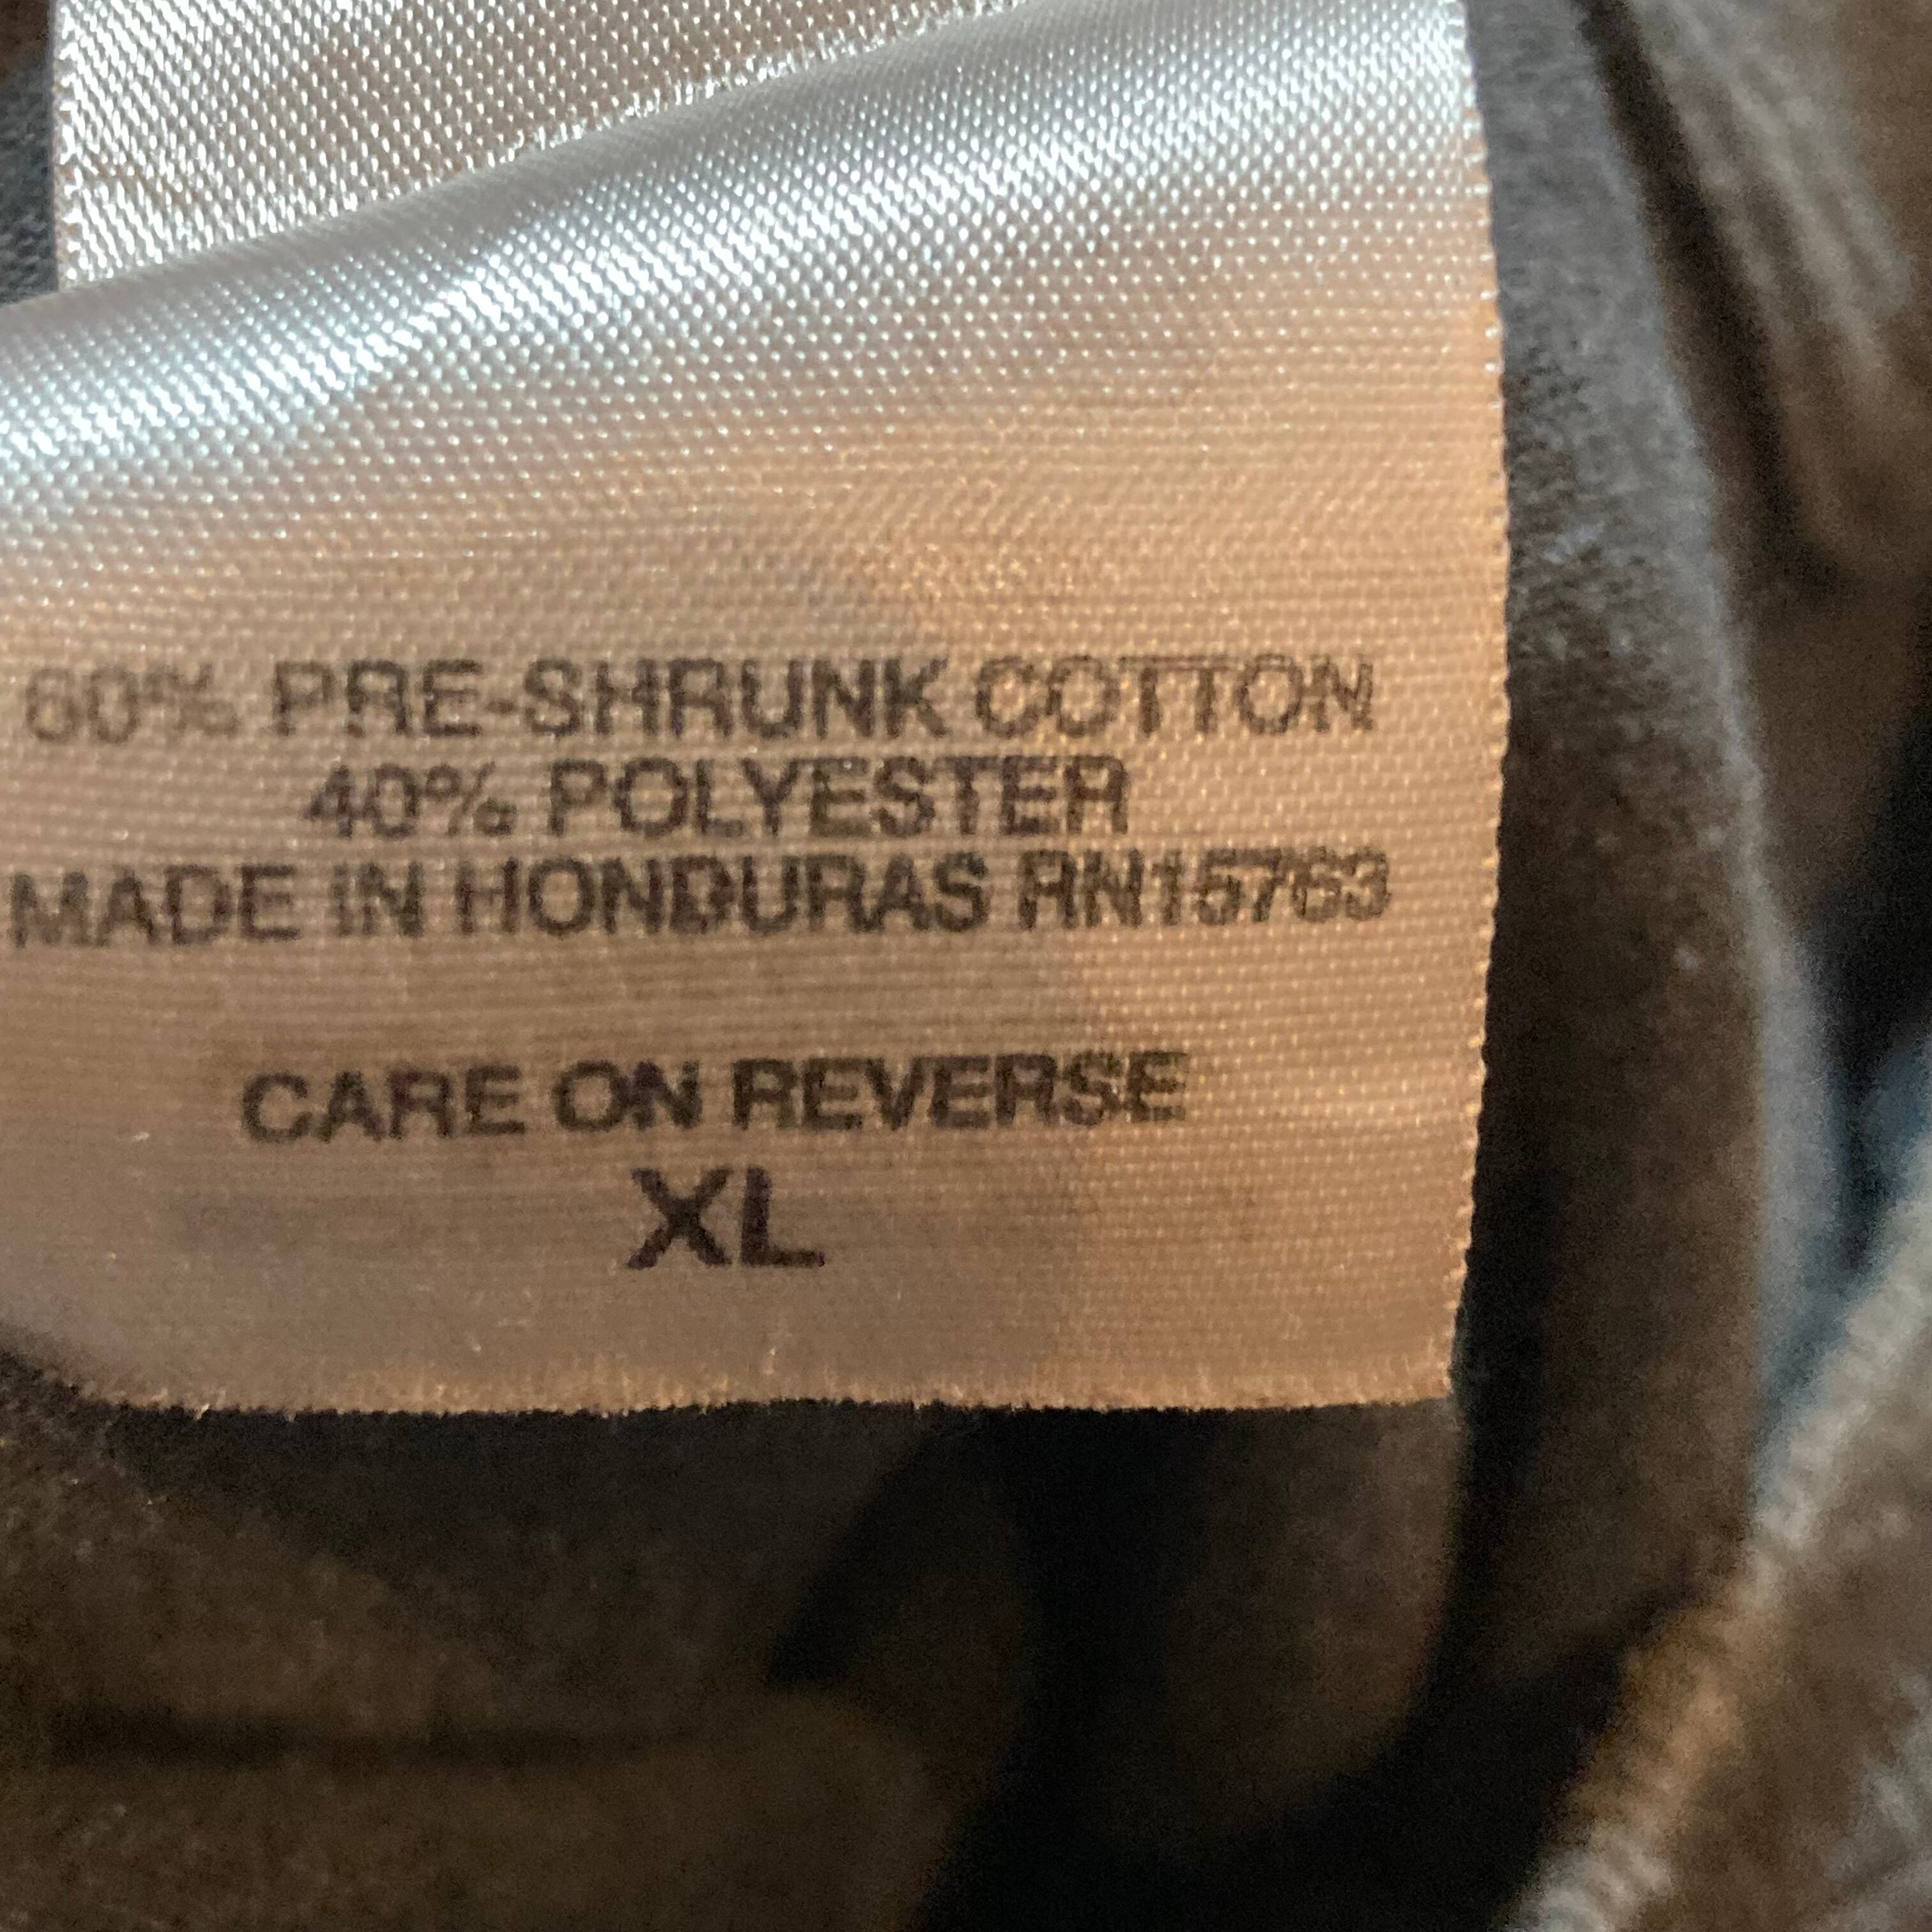 60% PRE-SHRUNK COTTON
40% POLYESTER
MADE IN HONDURAS RN15763
CARE ON REVERSE
XL